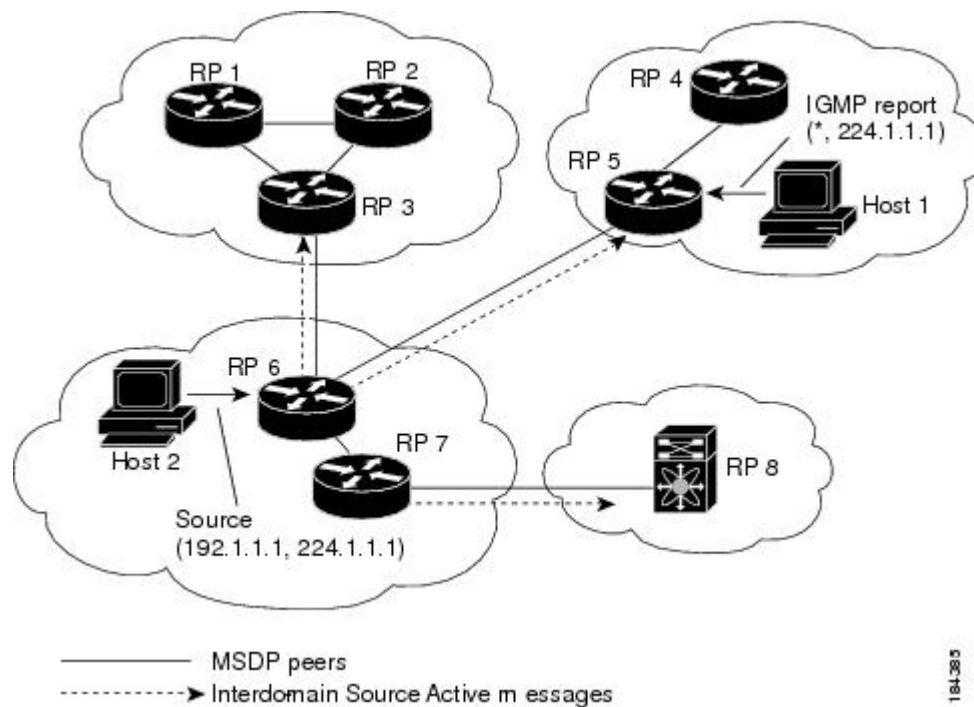 RP 1
RP 2
RP 3
RP 4
IGMP report
(*, 224.1.1.1)
RP 5
Host 1
RP 6
Host 2
RP 7
RP 8
Source
(192.1.1.1, 224.1.1.1)
MSDP peers
Interdomain Source Active m essages
184385